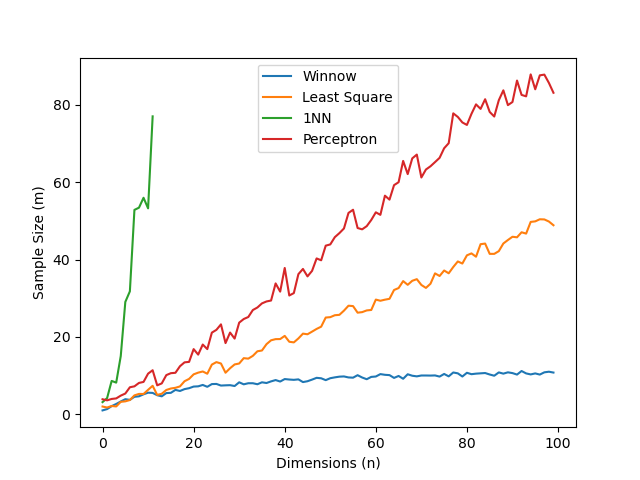 Winnow
Least Square
1NN
Perceptron
80
60
40
20
0
Sample Size (m)
0 20 40 60 80 100
Dimensions (n)